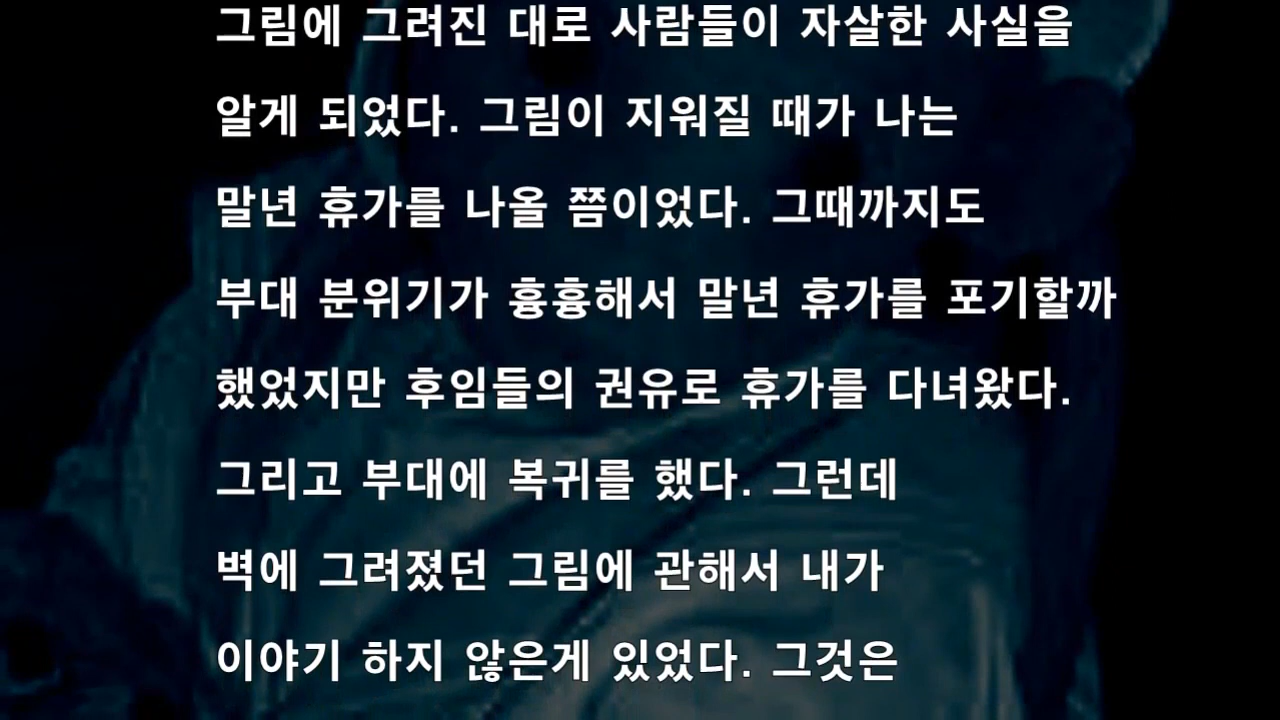 그림에 그려진 대로 사람들이 자살한 사실을
알게 되었다. 그림이 지워질 때가 나는
말년 휴가를 나올 쯤이었다. 그때까지도
부대 분위기가 흉흉해서 말년 휴가를 포기할까
했었지만 후임들의 권유로 휴가를 다녀왔다.
그리고 부대에 복귀를 했다. 그런데
벽에 그려졌던 그림에 관해서 내가
이야기 하지 않은게 있었다. 그것은